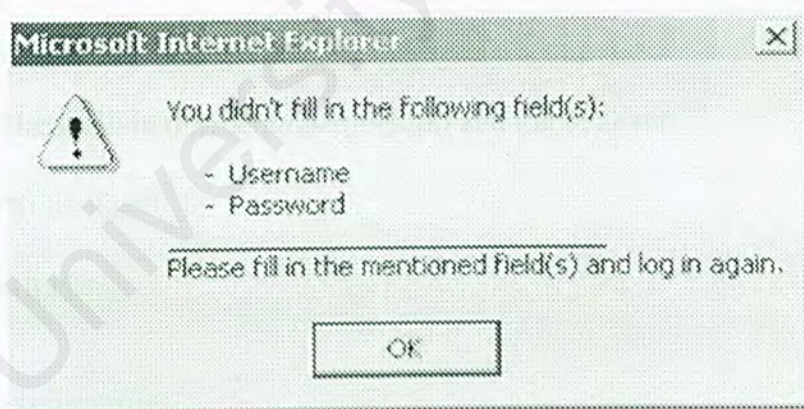 Microsoft Internet Explorer
You didn't fill in the following field(s):
- Username
- Password
Please fill in the mentioned field(s) and log in again.
OK
University